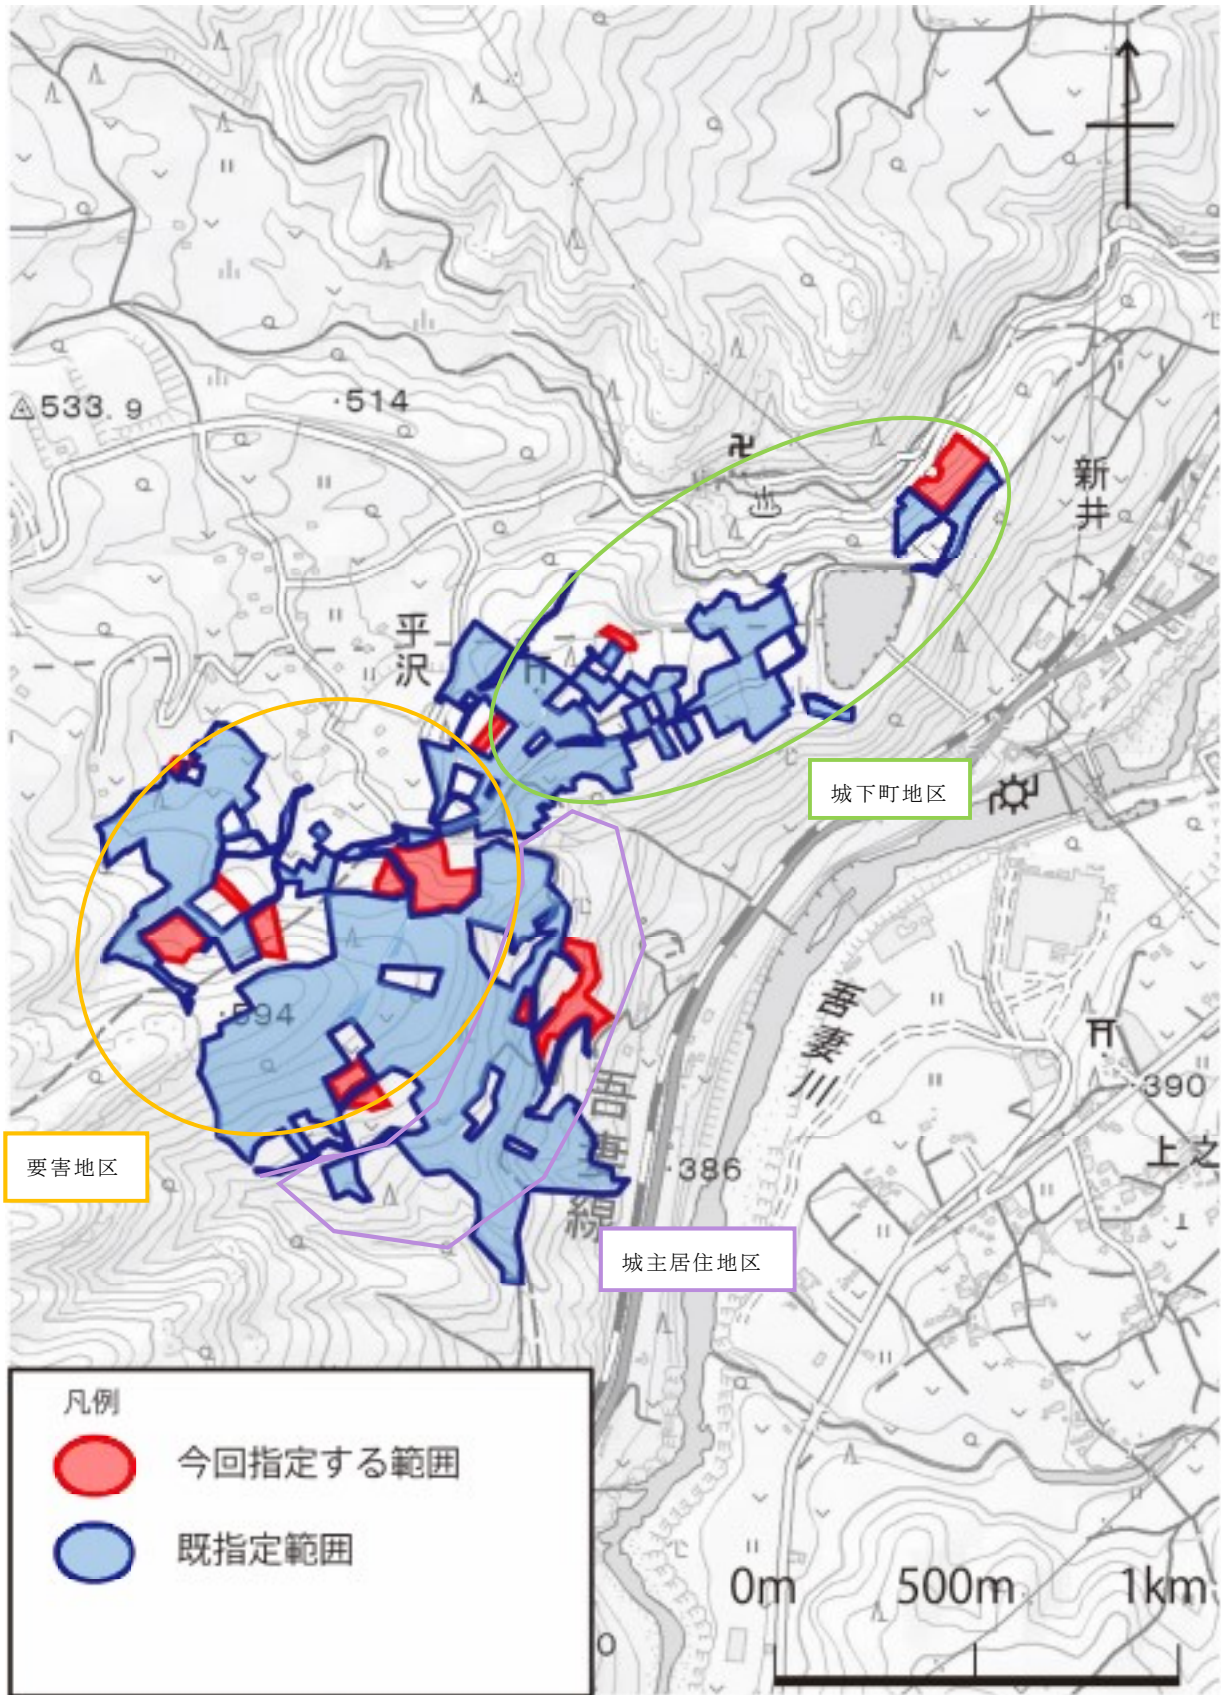 533.9
514
新井
平沢
城下町地区
594
吾妻川
390
上之
要害地区
386
吾妻線
城主居住地区
凡例
今回指定する範囲
既指定範囲
0m 500m 1km
0